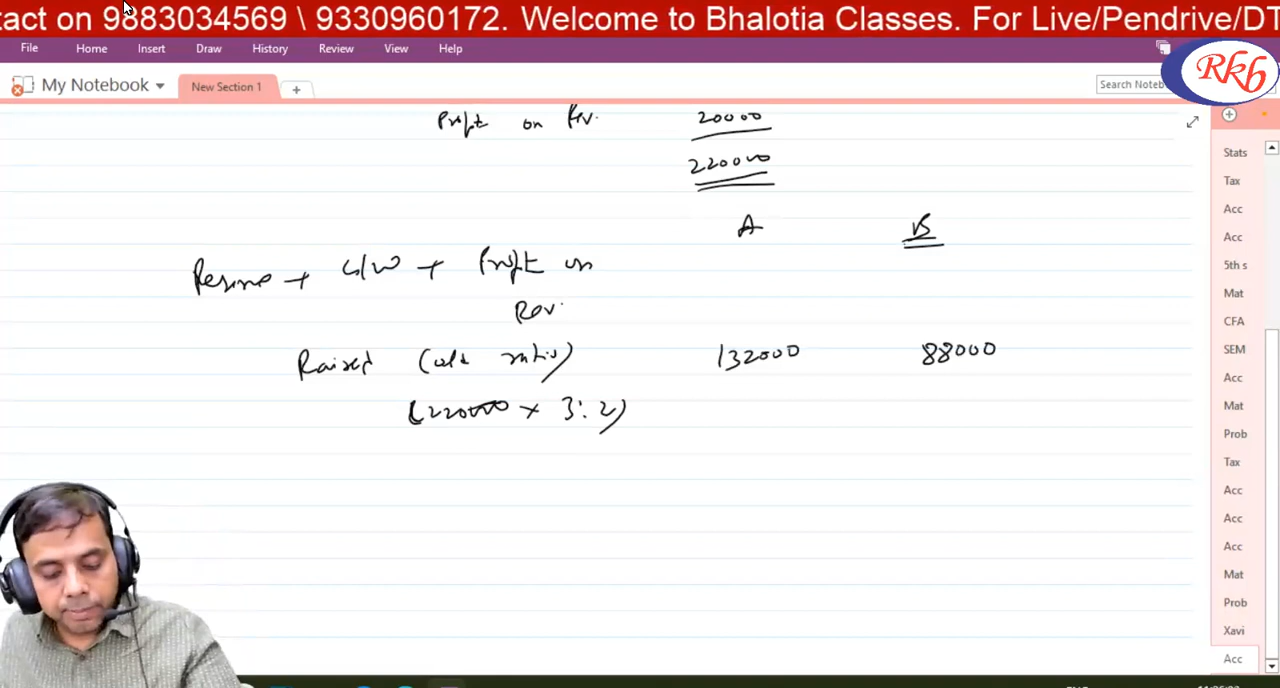 tact on 9883034569 \ 9330960172. Welcome to Bhalotia Classes. For Live/Pendrive/DT
File Home Insert Draw History Review View Help
Rkb
My Notebook New Section 1 + Search Noteb
Profit on Rev. 20000
220000
A B
Reserve + G/W + Profit on
Rev.
Raised (old ratio) 132000 88000
(220000 × 3:2)
Stats
Tax
Acc
Acc
5th s
Mat
CFA
SEM
Acc
Mat
Prob
Tax
Acc
Acc
Acc
Mat
Prob
Xavi
Acc